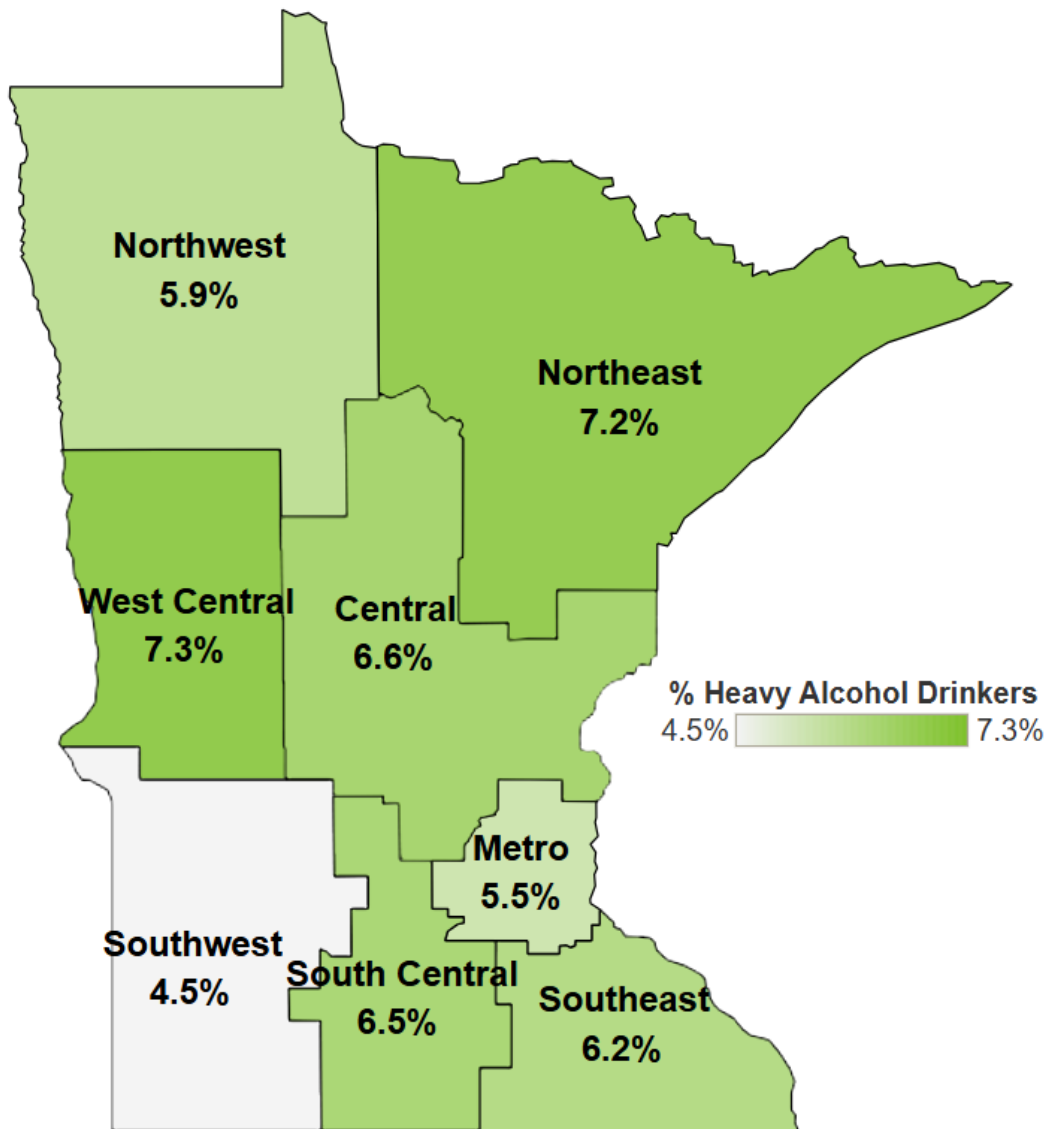 Northwest
5.9%
Northeast
7.2%
West Central
7.3%
Central
6.6%
% Heavy Alcohol Drinkers
4.5% 7.3%
Metro
5.5%
Southwest
4.5%
South Central
6.5%
Southeast
6.2%